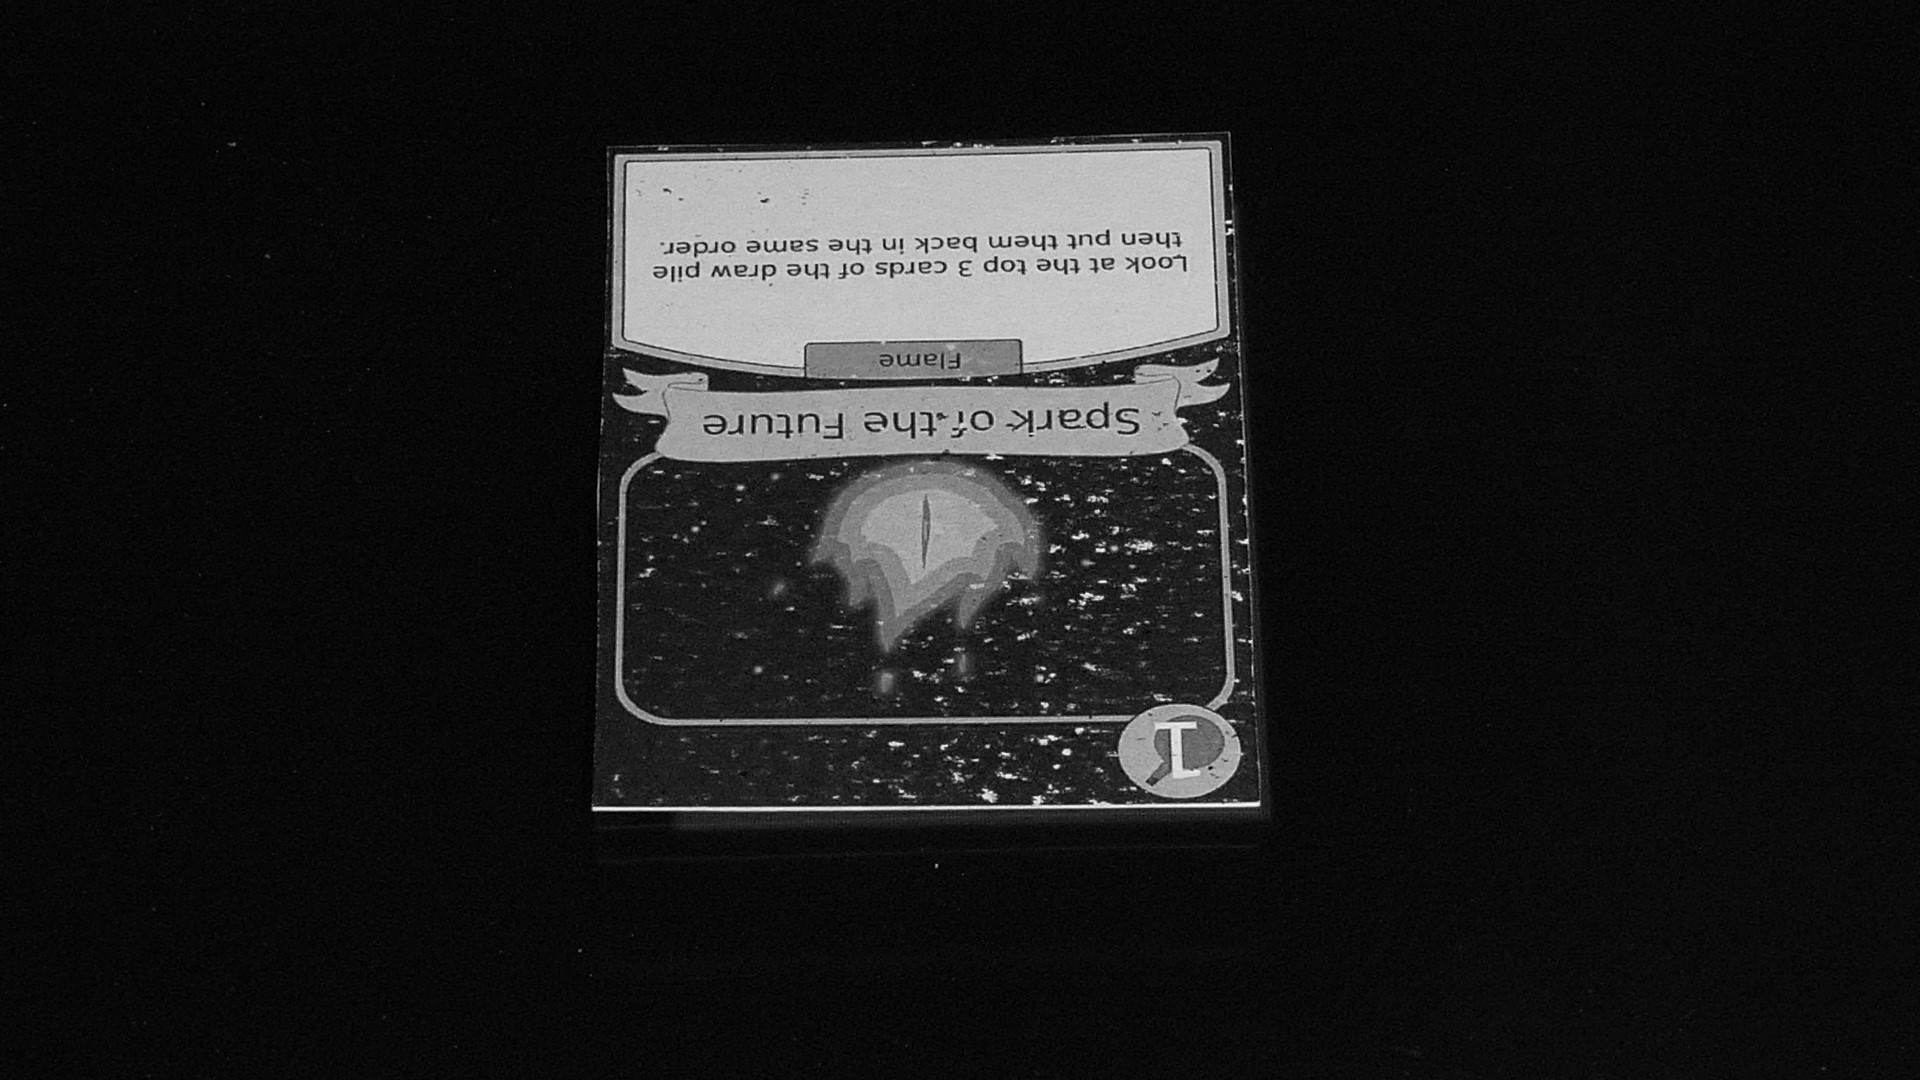 1
Spark of the Future
Flame
Look at the top 3 cards of the draw pile
then put them back in the same order.